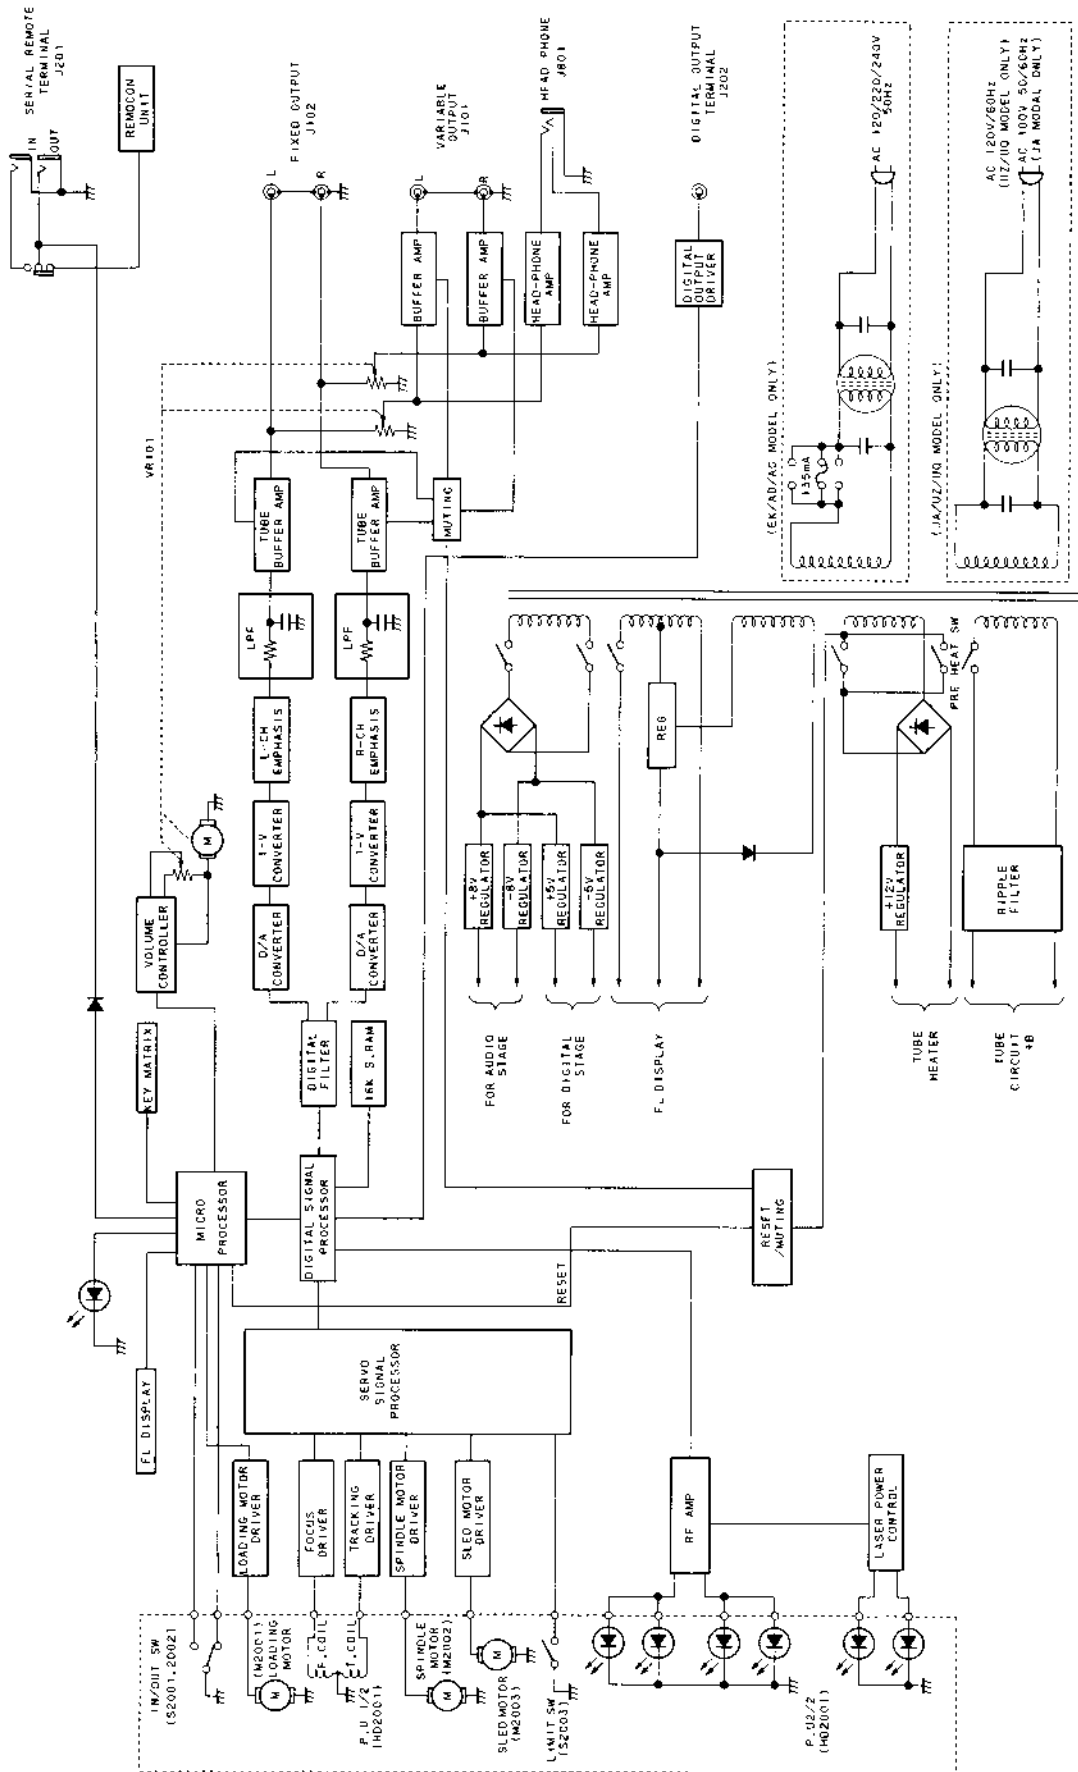 IN/OUT SW
(S2001.2002)
(M2001)
LOADING
MOTOR
F.COIL
T.COIL
P.U 1/2
(HD2001)
SPINDLE
MOTOR
(M2002)
SLED MOTOR
(M2003)
LIMIT SW
(S2003)
P.U2/2
(HD2001)
M
M
M
FL DISPLAY
LOADING MOTOR
DRIVER
FOCUS
DRIVER
TRACKING
DRIVER
SPINDLE MOTOR
DRIVER
SLED MOTOR
DRIVER
RF AMP
LASER POWER
CONTROL
SERVO
SIGNAL
PROCESSOR
MICRO
PROCESSOR
DIGITAL SIGNAL
PROCESSOR
RESET
RESET
/MUTING
KEY MATRIX
VOLUME
CONTROLLER
M
DIGITAL
FILTER
16K S.RAM
D/A
CONVERTER
D/A
CONVERTER
I-V
CONVERTER
I-V
CONVERTER
L-CH
EMPHASIS
R-CH
EMPHASIS
LPF
LPF
TUBE
BUFFER AMP
TUBE
BUFFER AMP
MUTING
VR101
BUFFER AMP
BUFFER AMP
HEAD-PHONE
AMP
HEAD-PHONE
AMP
DIGITAL
OUTPUT
DRIVER
SERIAL REMOTE
TERMINAL
J201
IN
OUT
REMOCON
UNIT
FIXED OUTPUT
J102
L
R
VARIABLE
OUTPUT
J101
L
R
HEAD PHONE
J801
DIGITAL OUTPUT
TERMINAL
J202
FOR AUDIO
STAGE
FOR DIGITAL
STAGE
FL DISPLAY
TUBE
HEATER
TUBE
CIRCUIT
+B
+8V
REGULATOR
-8V
REGULATOR
+5V
REGULATOR
-5V
REGULATOR
REG
+12V
REGULATOR
RIPPLE
FILTER
PRE HEAT SW
(EK/AD/AG MODEL ONLY)
AC 120/220/240V
50Hz
(JA/UZ/UQ MODEL ONLY)
AC 120V/60Hz
(UZ/UQ MODEL ONLY)
AC 100V 50/60Hz
(JA MODAL ONLY)